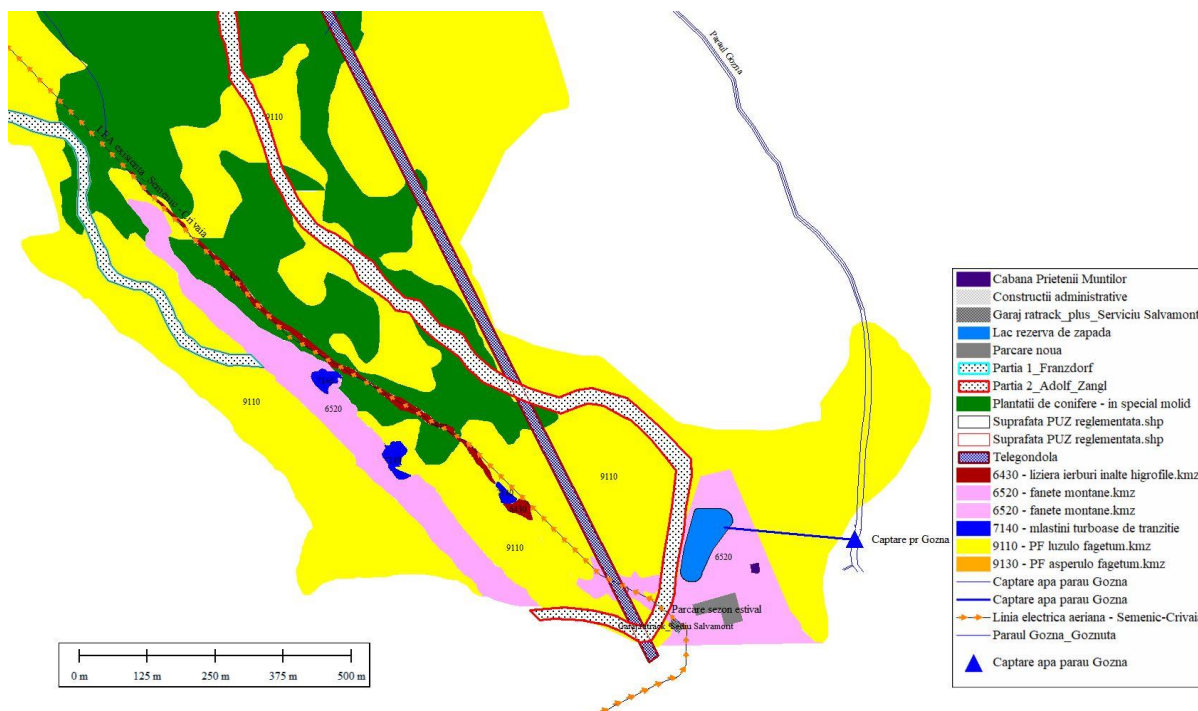 Paraul Gozna
9110
LEA existenta_Semenic - Crivaia
6520
9110
9110
9110
6520
Captare pr Gozna
Parcare sezon estival
Garaj ratrack_Sediu Salvamont
0 m
125 m
250 m
375 m
500 m
Cabana Prietenii Muntilor
Constructii administrative
Garaj ratrack_plus_Serviciu Salvamont
Lac rezerva de zapada
Parcare noua
Partia 1_Franzdorf
Partia 2_Adolf_Zangl
Plantatii de conifere - in special molid
Suprafata PUZ reglementata.shp
Suprafata PUZ reglementata.shp
Telegondola
6430 - liziera ierburi inalte higrofile.kmz
6520 - fanete montane.kmz
6520 - fanete montane.kmz
7140 - mlastini turboase de tranzitie
9110 - PF luzulo fagetum.kmz
9130 - PF asperulo fagetum.kmz
Captare apa parau Gozna
Captare apa parau Gozna
Linia electrica aeriana - Semenic-Crivaia
Paraul Gozna_Goznuta
Captare apa parau Gozna